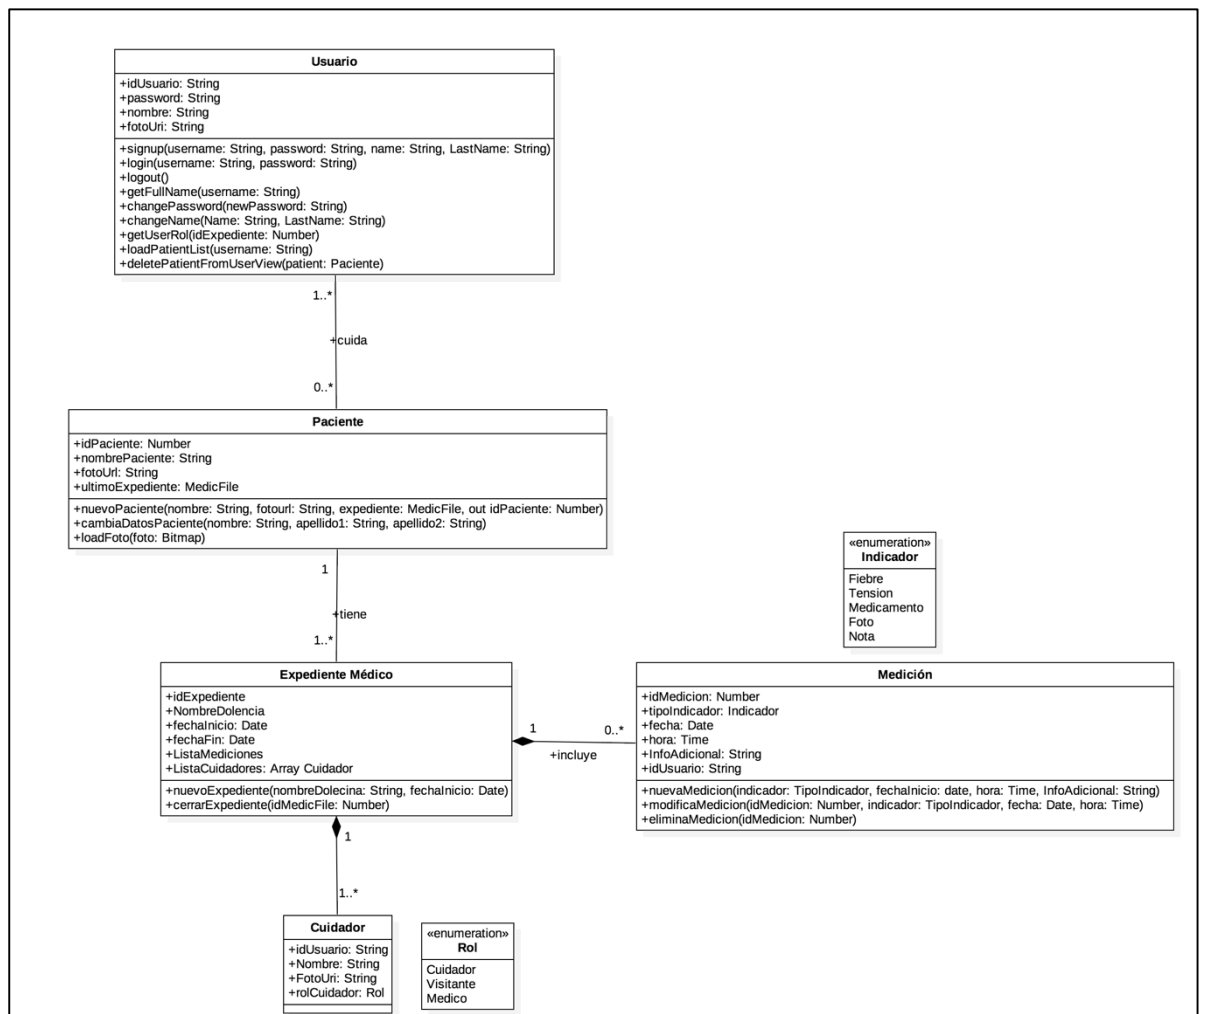 Usuario
+idUsuario: String
+password: String
+nombre: String
+fotoUri: String
+signup(username: String, password: String, name: String, LastName: String)
+login(username: String, password: String)
+logout()
+getFullName(username: String)
+changePassword(newPassword: String)
+changeName(Name: String, LastName: String)
+getUserRol(idExpediente: Number)
+loadPatientList(username: String)
+deletePatientFromUserView(patient: Paciente)
1..*
+cuida
0..*
Paciente
+idPaciente: Number
+nombrePaciente: String
+fotoUrl: String
+ultimoExpediente: MedicFile
+nuevoPaciente(nombre: String, fotourl: String, expediente: MedicFile, out idPaciente: Number)
+cambiaDatosPaciente(nombre: String, apellido1: String, apellido2: String)
+loadFoto(foto: Bitmap)
1
+tiene
1..*
«enumeration»
Indicador
Fiebre
Tension
Medicamento
Foto
Nota
Expediente Médico
+idExpediente
+NombreDolencia
+fechaInicio: Date
+fechaFin: Date
+ListaMediciones
+ListaCuidadores: Array Cuidador
+nuevoExpediente(nombreDolecina: String, fechaInicio: Date)
+cerrarExpediente(idMedicFile: Number)
1
0..*
+incluye
Medición
+idMedicion: Number
+tipoIndicador: Indicador
+fecha: Date
+hora: Time
+InfoAdicional: String
+idUsuario: String
+nuevaMedicion(indicador: TipoIndicador, fechaInicio: date, hora: Time, InfoAdicional: String)
+modificaMedicion(idMedicion: Number, indicador: TipoIndicador, fecha: Date, hora: Time)
+eliminaMedicion(idMedicion: Number)
1
1..*
Cuidador
+idUsuario: String
+Nombre: String
+FotoUri: String
+rolCuidador: Rol
«enumeration»
Rol
Cuidador
Visitante
Medico